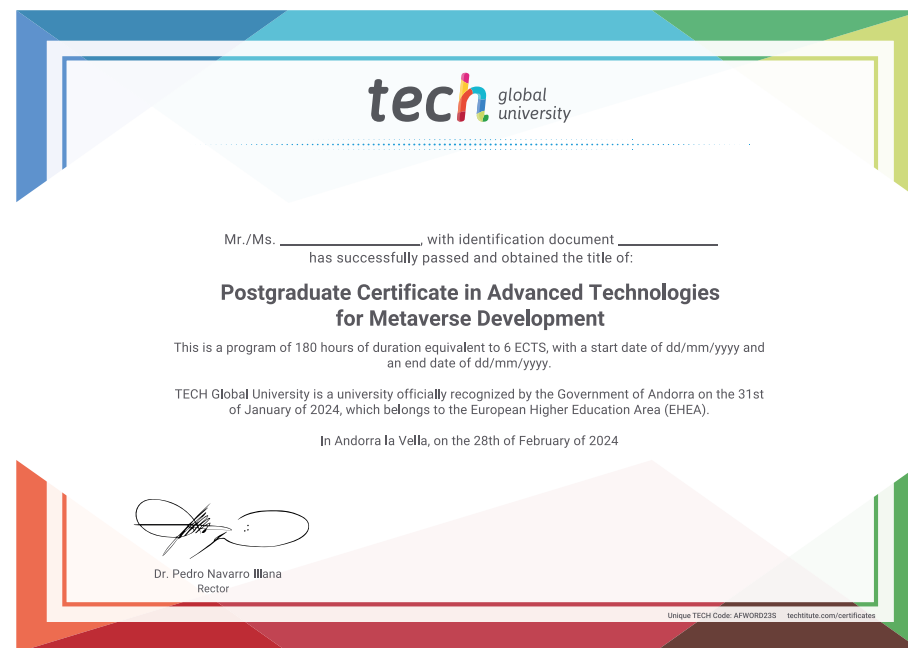 tech global university
Mr./Ms. ____________________, with identification document ______________
has successfully passed and obtained the title of:
Postgraduate Certificate in Advanced Technologies
for Metaverse Development
This is a program of 180 hours of duration equivalent to 6 ECTS, with a start date of dd/mm/yyyy and
an end date of dd/mm/yyyy.
TECH Global University is a university officially recognized by the Government of Andorra on the 31st
of January of 2024, which belongs to the European Higher Education Area (EHEA).
In Andorra la Vella, on the 28th of February of 2024
Dr. Pedro Navarro Illana
Rector
Unique TECH Code: AFWORD23S techtitute.com/certificates